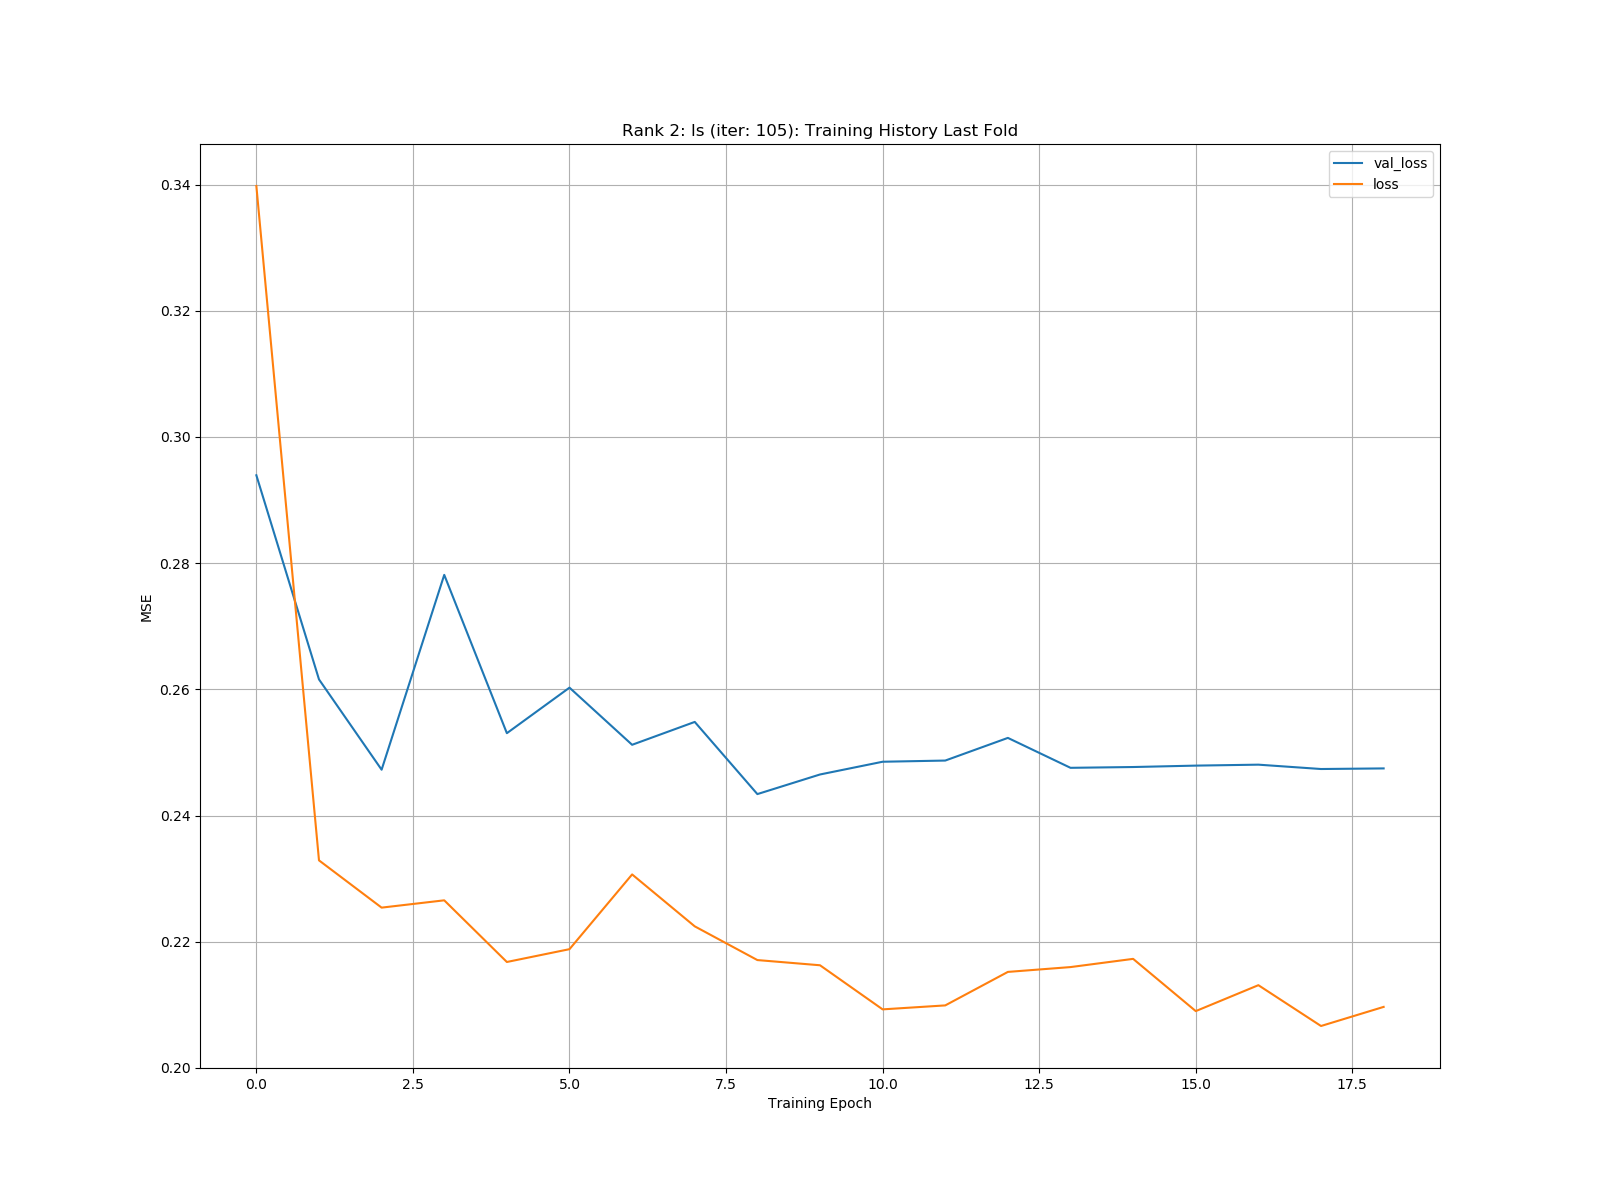 Rank 2: ls (iter: 105): Training History Last Fold
val_loss
loss
0.34
0.32
0.30
0.28
0.26
0.24
0.22
0.20
MSE
0.0 2.5 5.0 7.5 10.0 12.5 15.0 17.5
Training Epoch